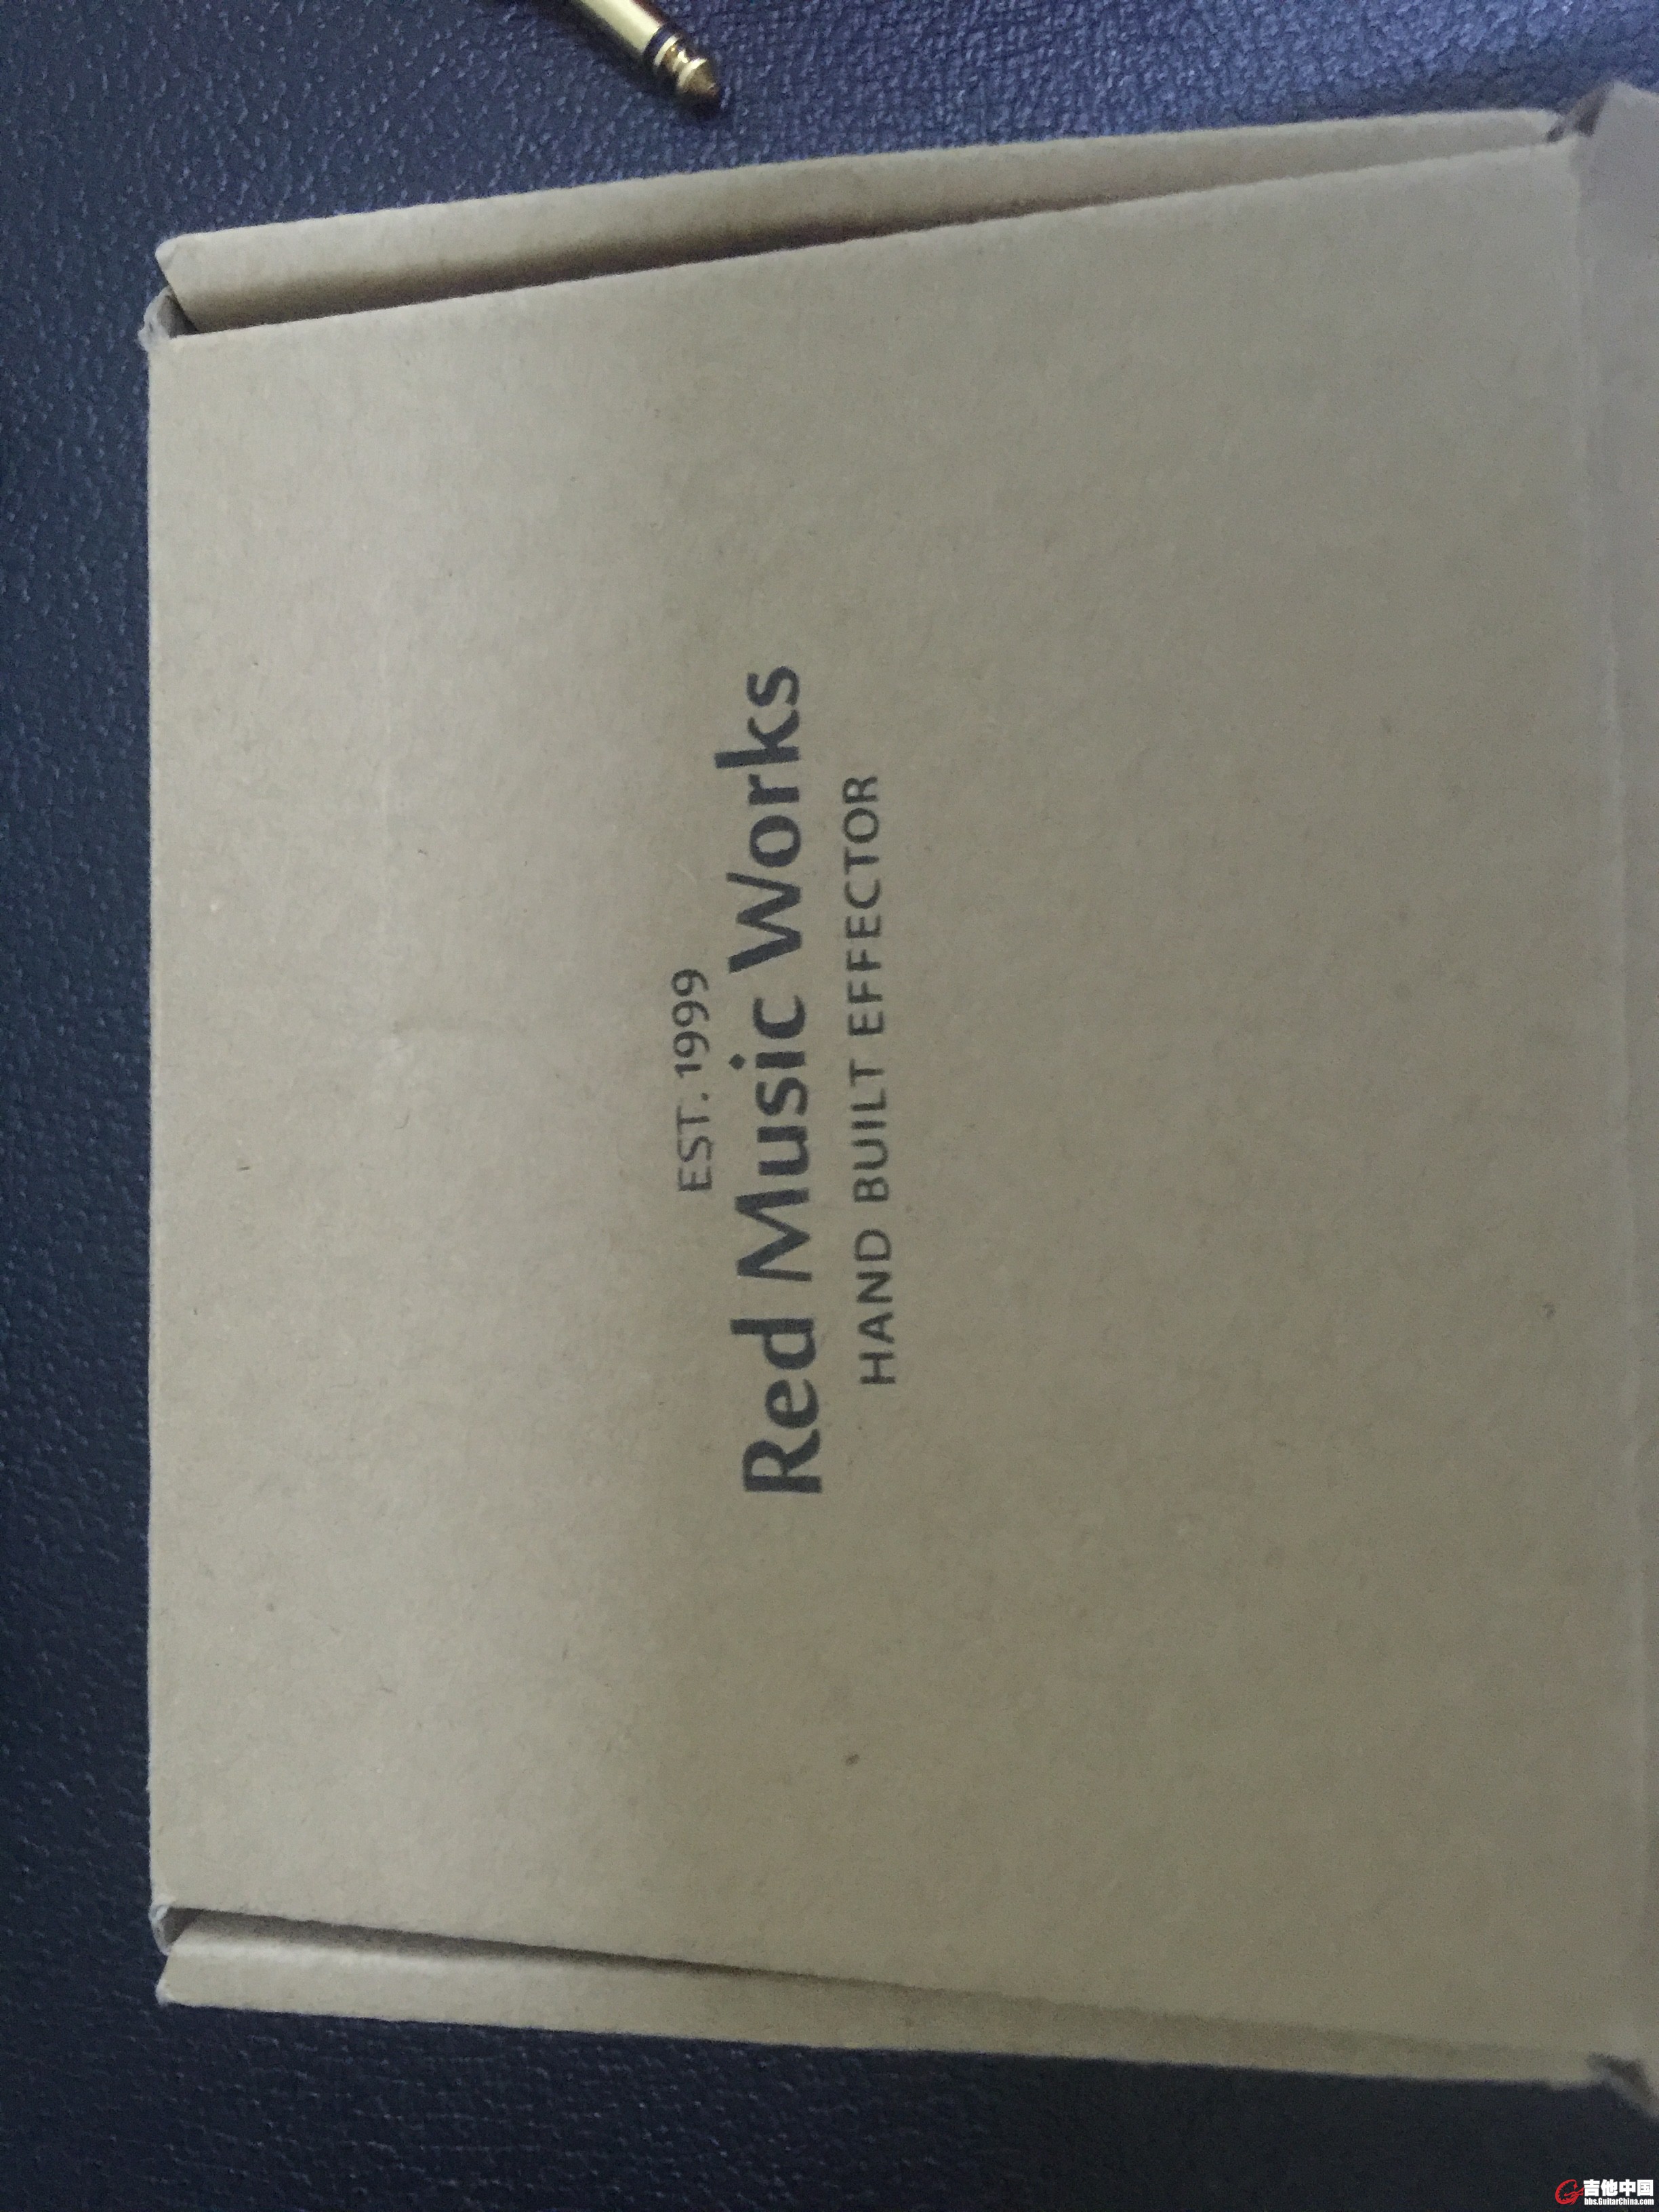 EST. 1999
Red Music Works
HAND BUILT EFFECTOR
吉他中国
bbs.GuitarChina.com